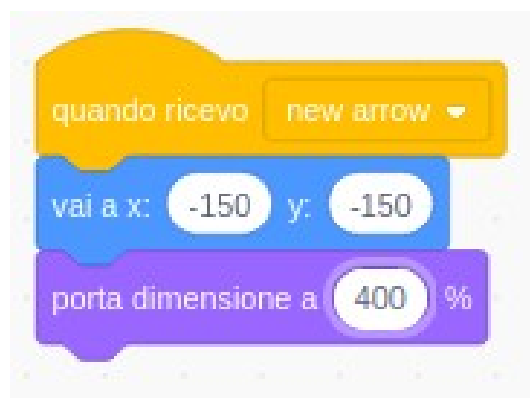 quando ricevo new arrow
vai a x: -150 y: -150
porta dimensione a 400 %